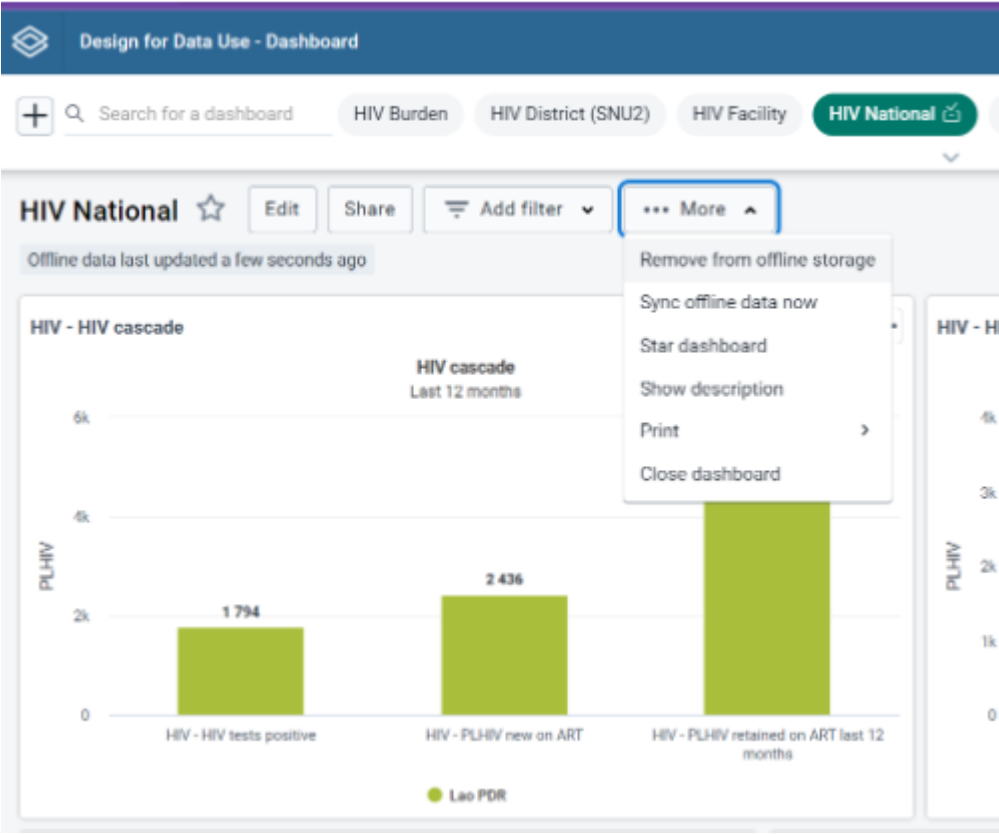 Design for Data Use - Dashboard
Search for a dashboard
HIV Burden
HIV District (SNU2)
HIV Facility
HIV National
HIV National
Edit
Share
Add filter
More
Offline data last updated a few seconds ago
Remove from offline storage
Sync offline data now
Star dashboard
Show description
Print
Close dashboard
HIV - HIV cascade
HIV cascade
Last 12 months
6k
4k
2k
0
PLHIV
1 794
2 436
HIV - HIV tests positive
HIV - PLHIV new on ART
HIV - PLHIV retained on ART last 12
months
Lao PDR
HIV - H
4k
3k
2k
1k
0
PLHIV